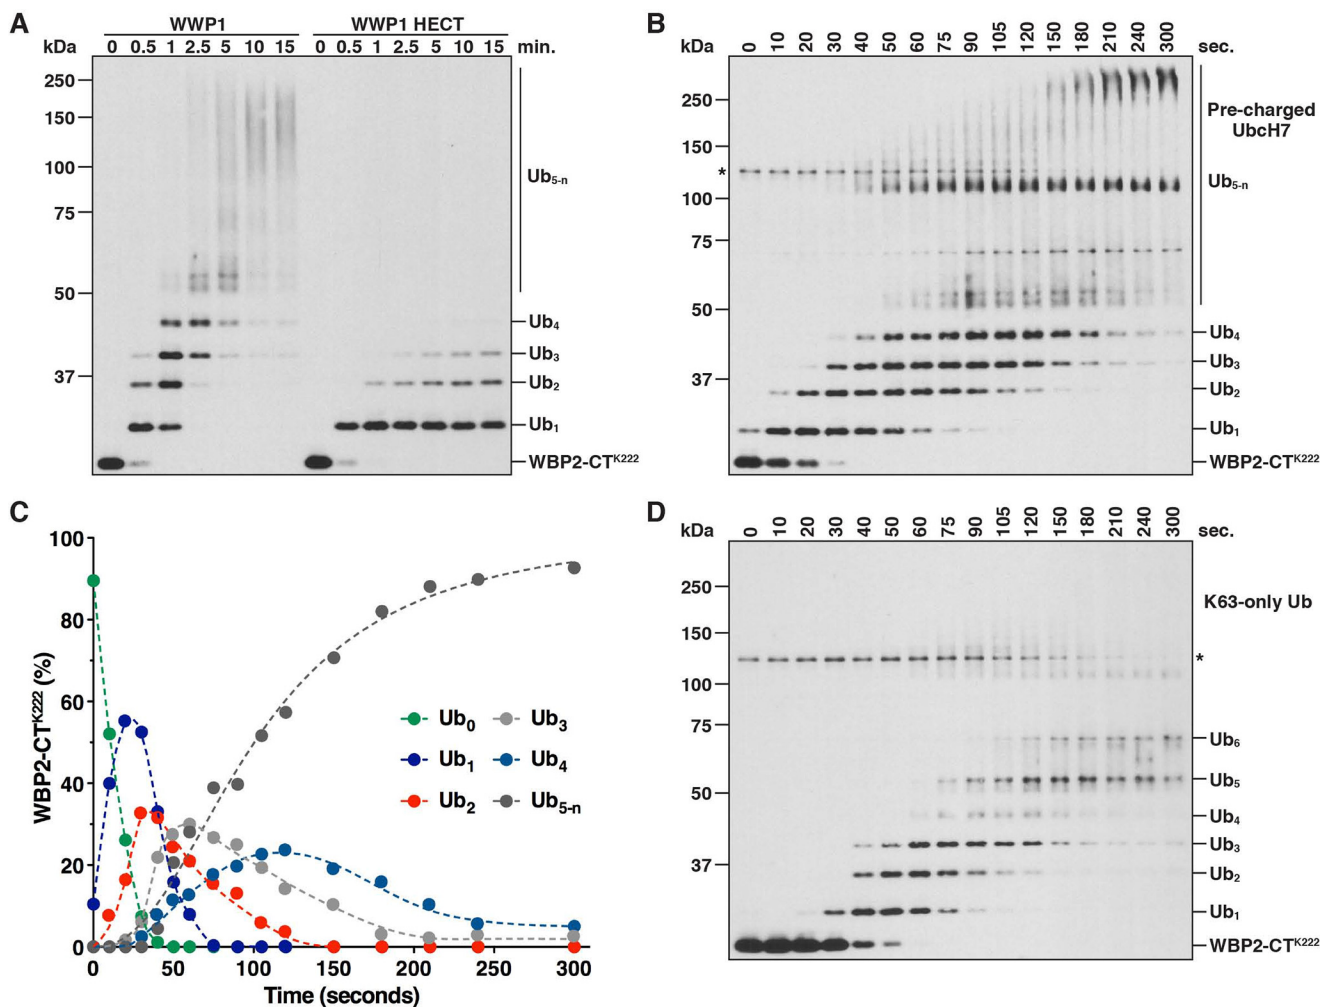 A
WWP1 WWP1 HECT
kDa 0 0.5 1 2.5 5 10 15 0 0.5 1 2.5 5 10 15 min.
250
150
100
75
50
37
Ub5-n
Ub4
Ub3
Ub2
Ub1
WBP2-CTK222
B
kDa 0 10 20 30 40 50 60 75 90 105 120 150 180 210 240 300 sec.
250
150
*
100
75
50
37
Pre-charged
UbcH7
Ub5-n
Ub4
Ub3
Ub2
Ub1
WBP2-CTK222
C
WBP2-CTK222 (%)
100
80
60
40
20
0
Ub0 Ub3
Ub1 Ub4
Ub2 Ub5-n
0 50 100 150 200 250 300
Time (seconds)
D
kDa 0 10 20 30 40 50 60 75 90 105 120 150 180 210 240 300 sec.
250
150
100
75
50
37
K63-only Ub
*
Ub6
Ub5
Ub4
Ub3
Ub2
Ub1
WBP2-CTK222